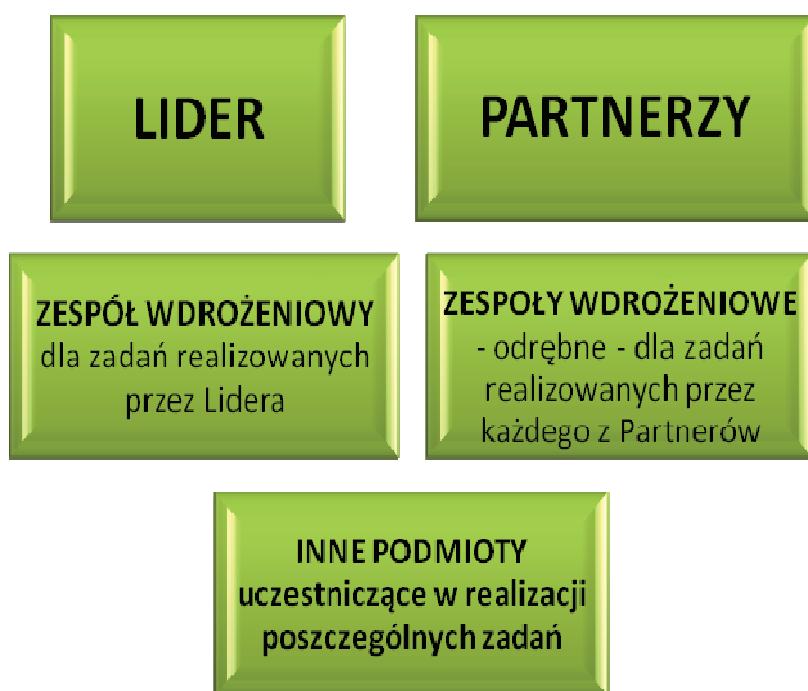 LIDER
PARTNERZY
ZESPÓŁ WDROŻENIOWY
dla zadań realizowanych
przez Lidera
ZESPOŁY WDROŻENIOWE
- odrębne - dla zadań
realizowanych przez
każdego z Partnerów
INNE PODMIOTY
uczestniczące w realizacji
poszczególnych zadań